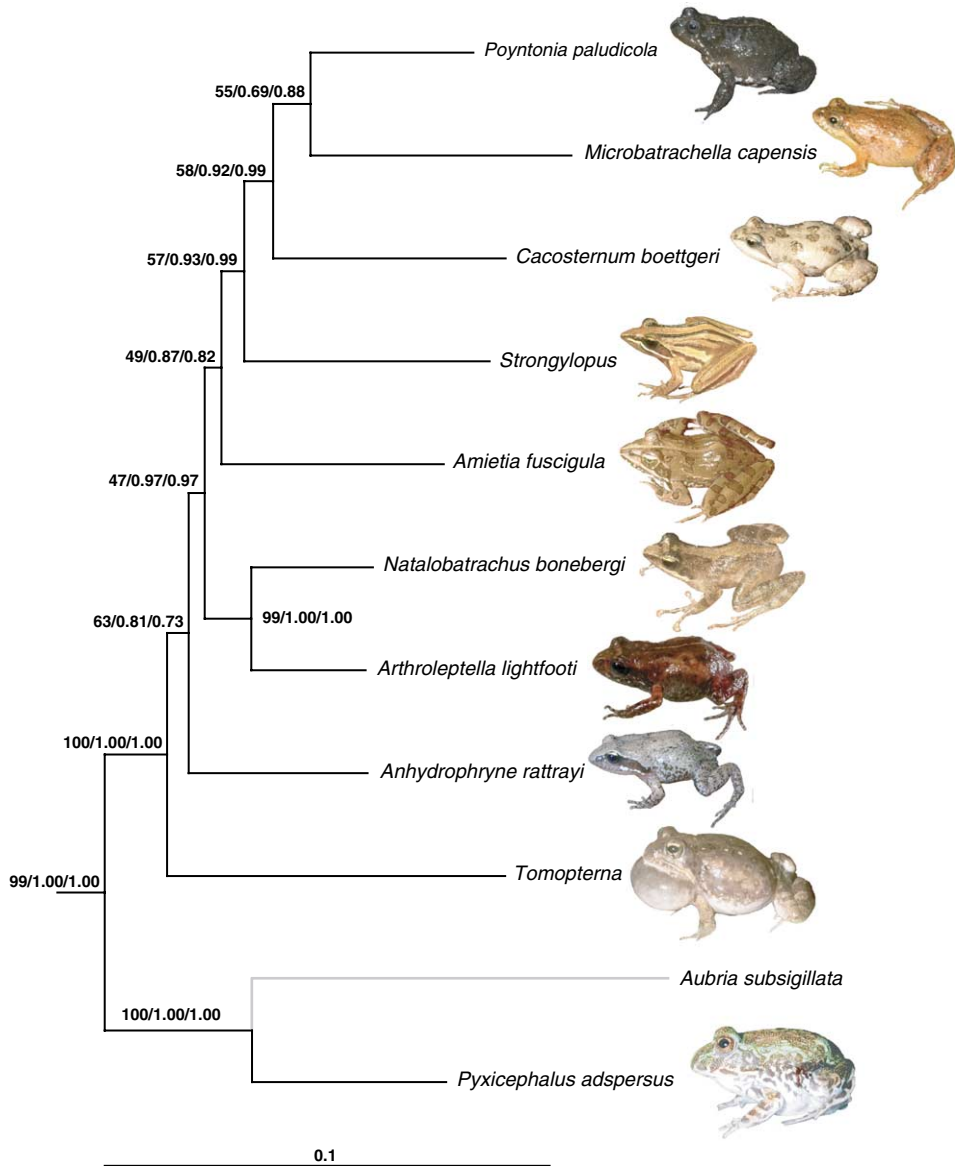 Poyntonia paludicola
55/0.69/0.88
Microbatrachella capensis
58/0.92/0.99
Cacosternum boettgeri
57/0.93/0.99
Strongylopus
49/0.87/0.82
Amietia fuscigula
47/0.97/0.97
Natalobatrachus bonebergi
99/1.00/1.00
63/0.81/0.73
Arthroleptella lightfooti
100/1.00/1.00
Anhydrophryne rattrayi
Tomopterna
99/1.00/1.00
Aubria subsigillata
100/1.00/1.00
Pyxicephalus adspersus
0.1